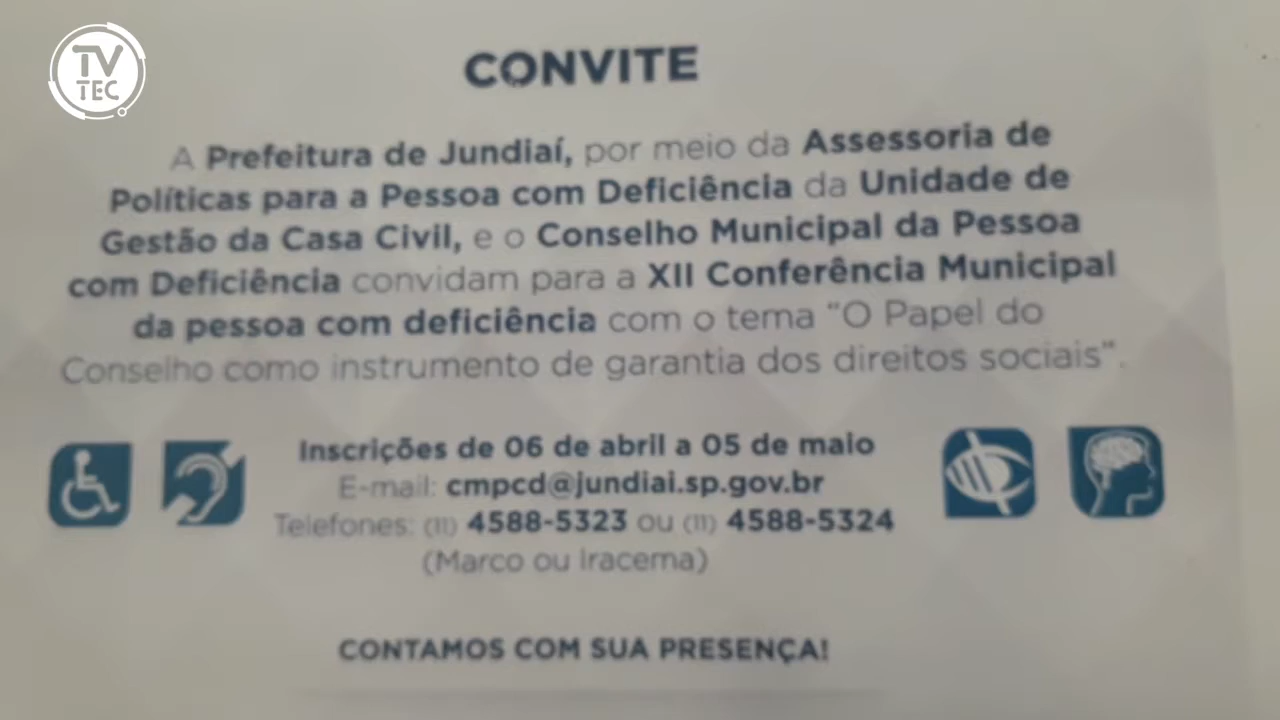 TV
TEC
CONVITE
A Prefeitura de Jundiaí, por meio da Assessoria de
Políticas para a Pessoa com Deficiência da Unidade de
Gestão da Casa Civil, e o Conselho Municipal da Pessoa
com Deficiência convidam para a XII Conferência Municipal
da pessoa com deficiência com o tema "O Papel do
Conselho como instrumento de garantia dos direitos sociais".
Inscrições de 06 de abril a 05 de maio
E-mail: cmpcd@jundiai.sp.gov.br
Telefones: (11) 4588-5323 ou (11) 4588-5324
(Marco ou Iracema)
CONTAMOS COM SUA PRESENÇA!